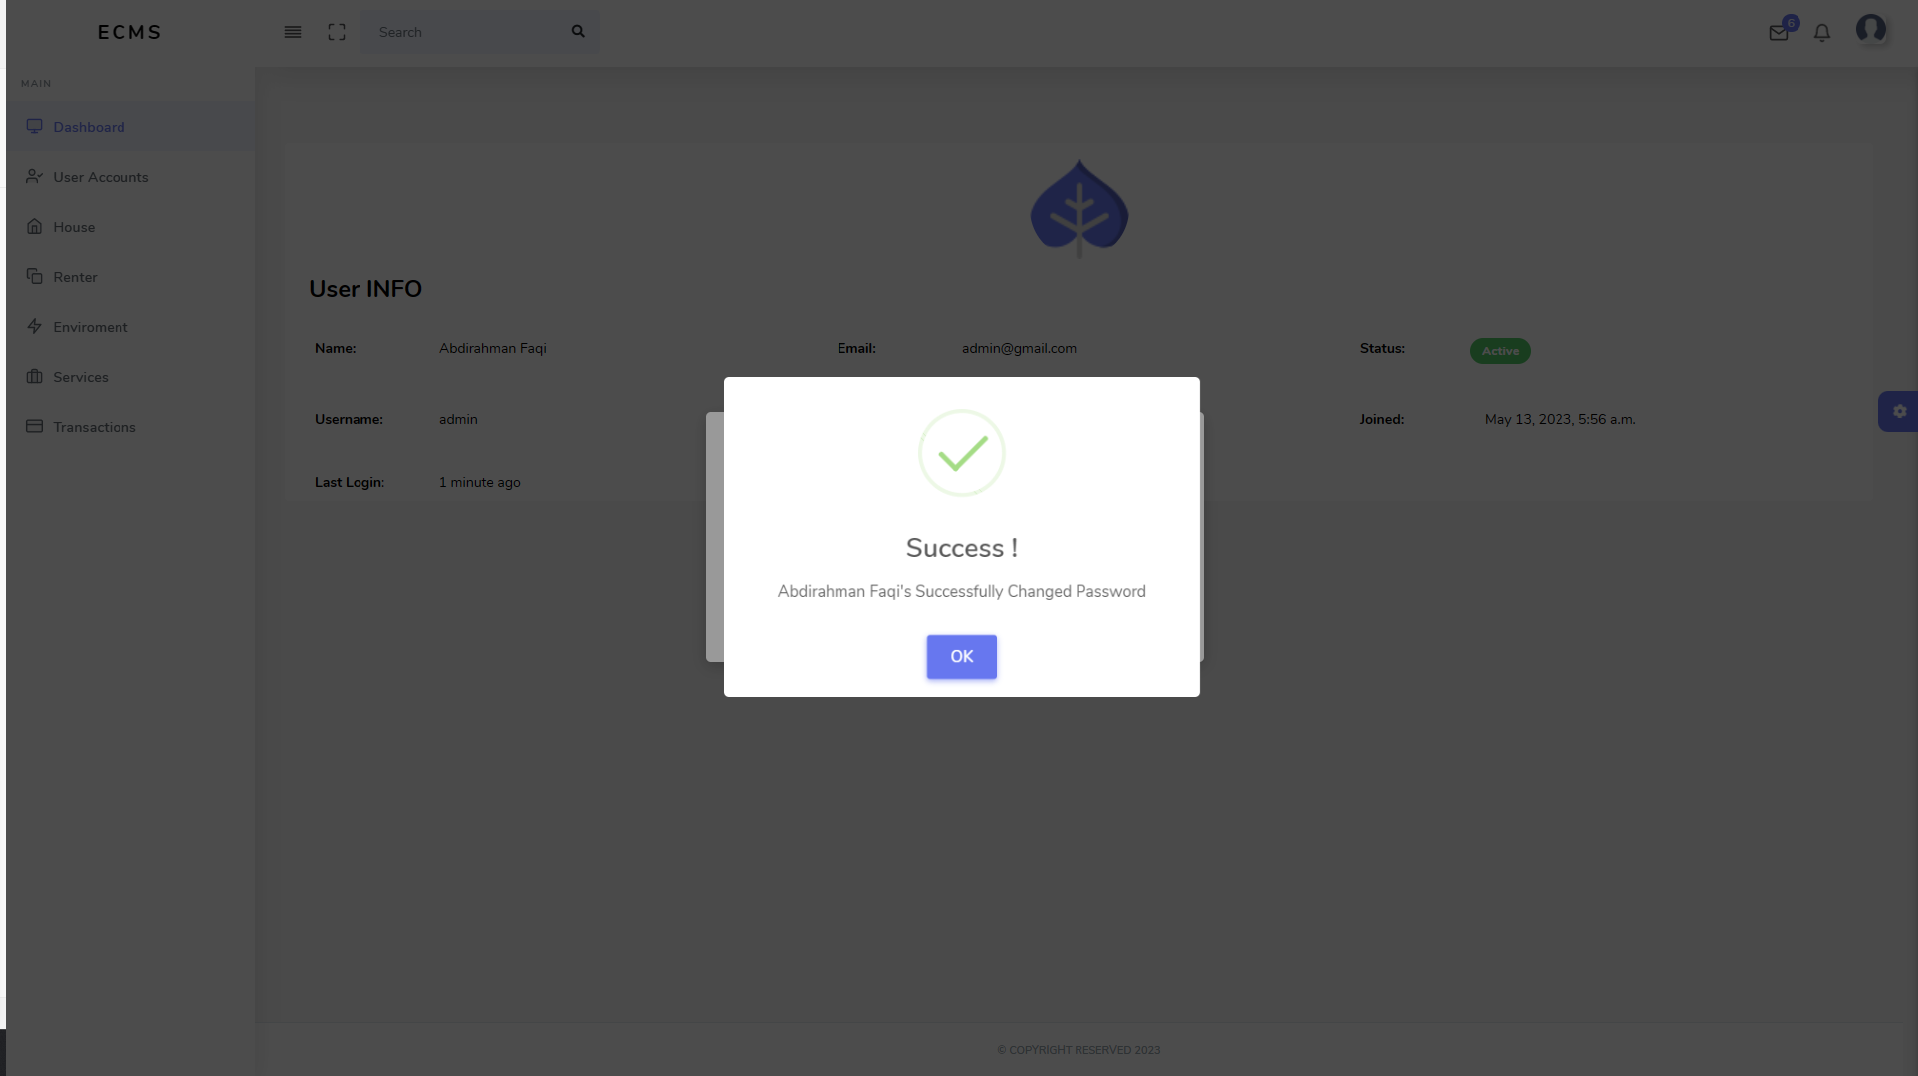 ECMS
Search
6
MAIN
Dashboard
User Accounts
House
Renter
Enviroment
Services
Transactions
User INFO
Name: Abdirahman Faqi Email: admin@gmail.com Status: Active
Username: admin Joined: May 13, 2023, 5:56 a.m.
Last Login: 1 minute ago
Success !
Abdirahman Faqi's Successfully Changed Password
OK
© COPYRIGHT RESERVED 2023